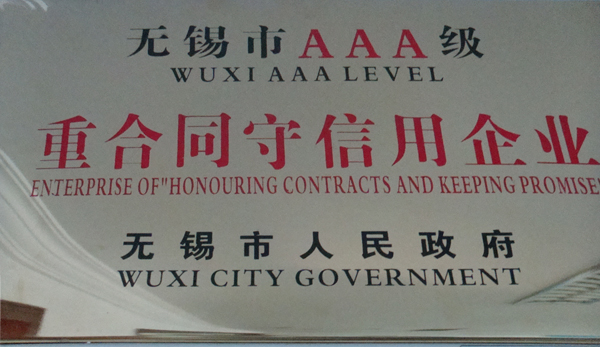 无锡市AAA级
WUXI AAA LEVEL
重合同守信用企业
ENTERPRISE OF"HONOURING CONTRACTS AND KEEPING PROMISE"
无锡市人民政府
WUXI CITY GOVERNMENT